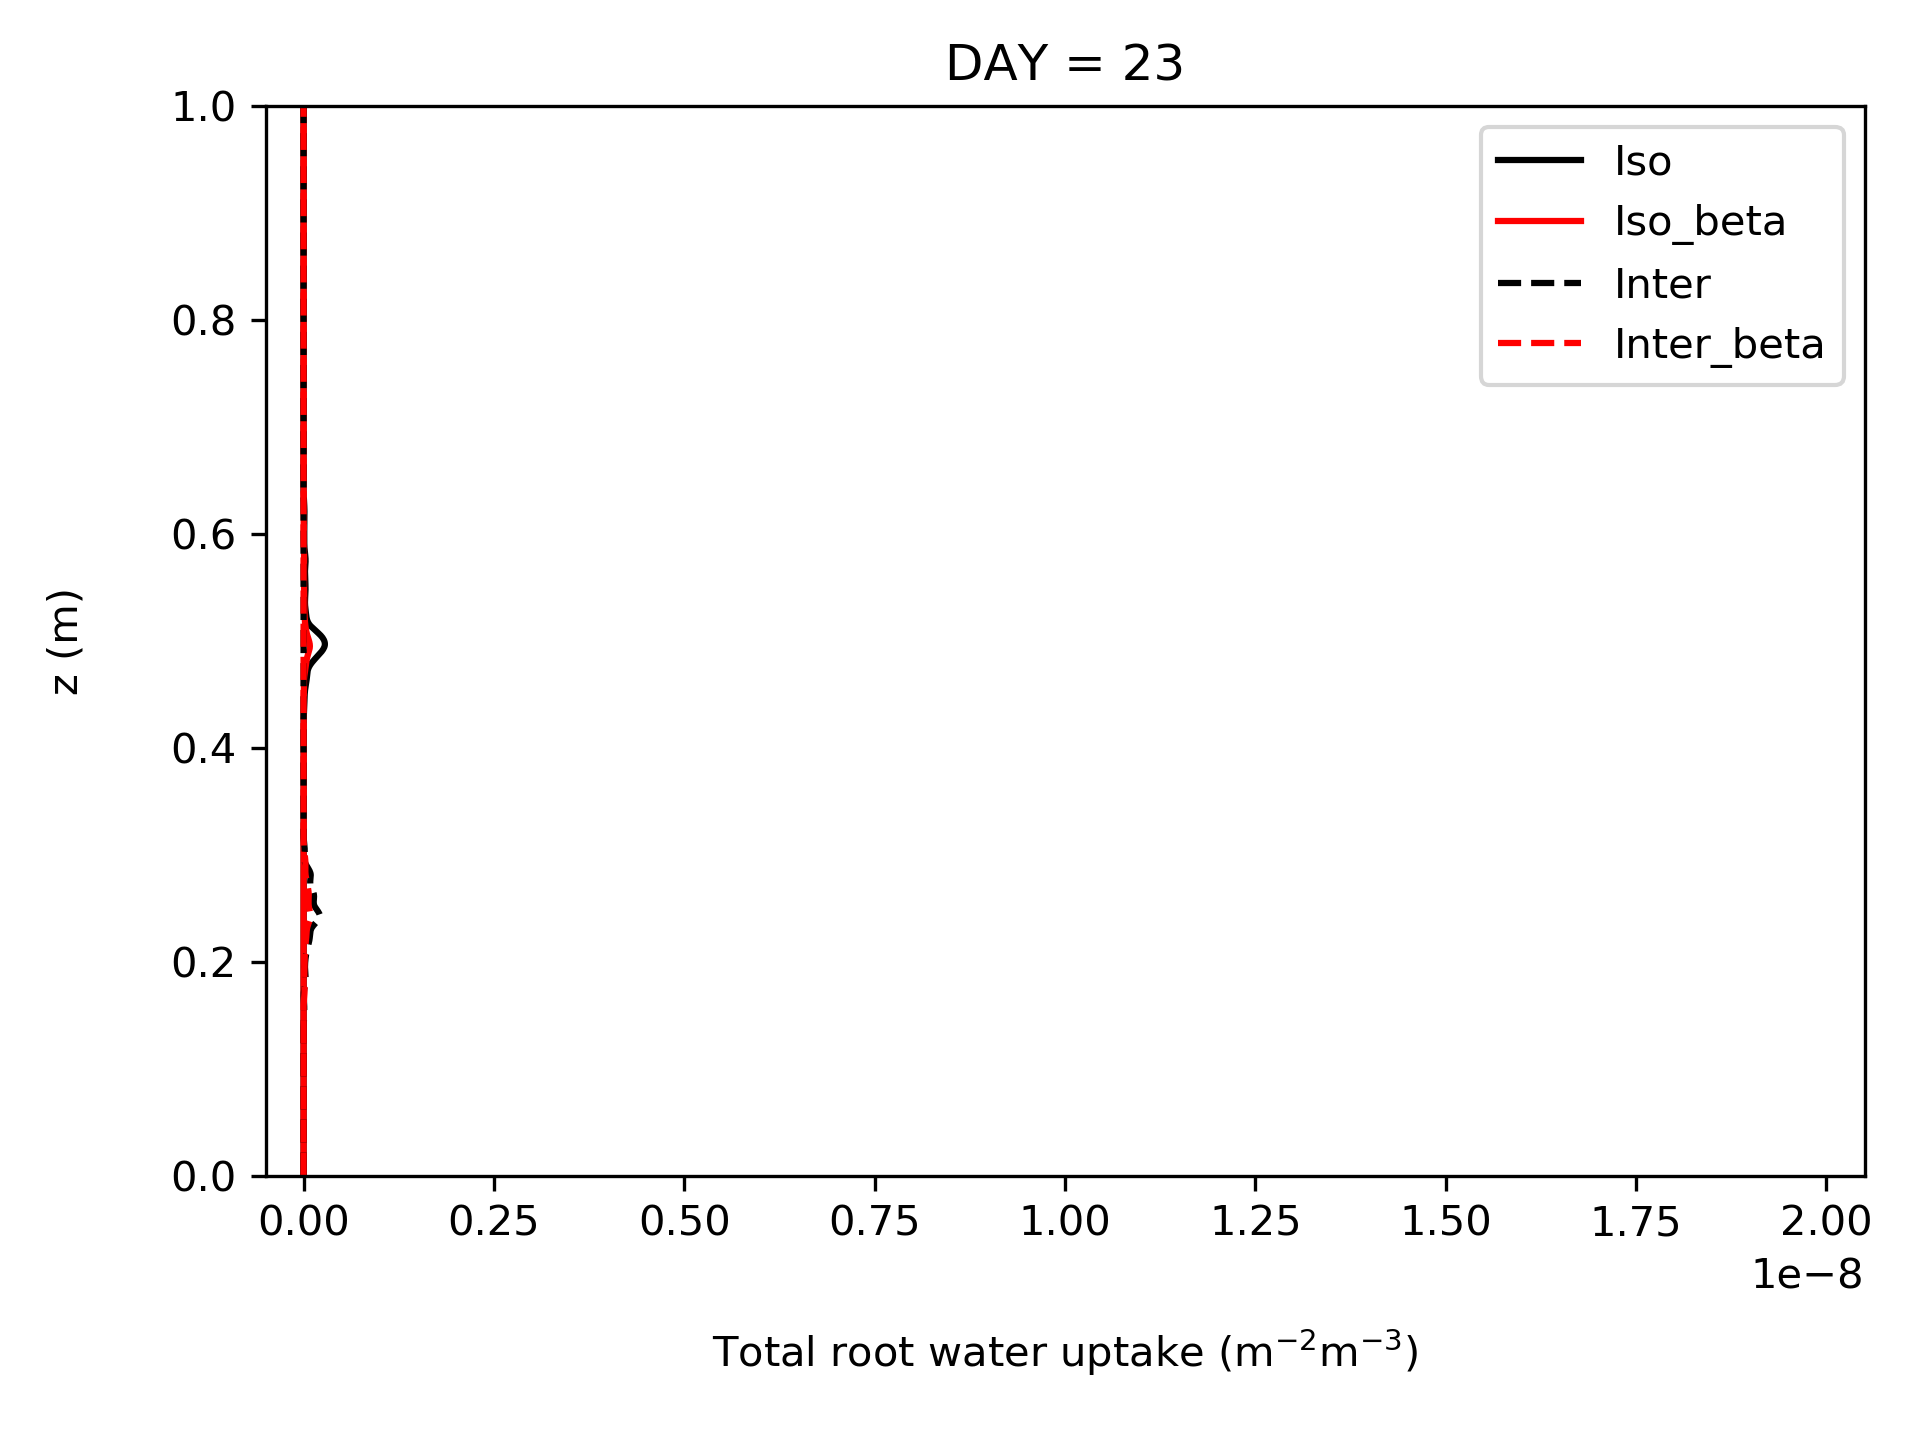 DAY = 23
1.0
0.8
0.6
0.4
0.2
0.0
z (m)
Iso
Iso_beta
Inter
Inter_beta
0.00 0.25 0.50 0.75 1.00 1.25 1.50 1.75 2.00
1e−8
Total root water uptake (m⁻²m⁻³)